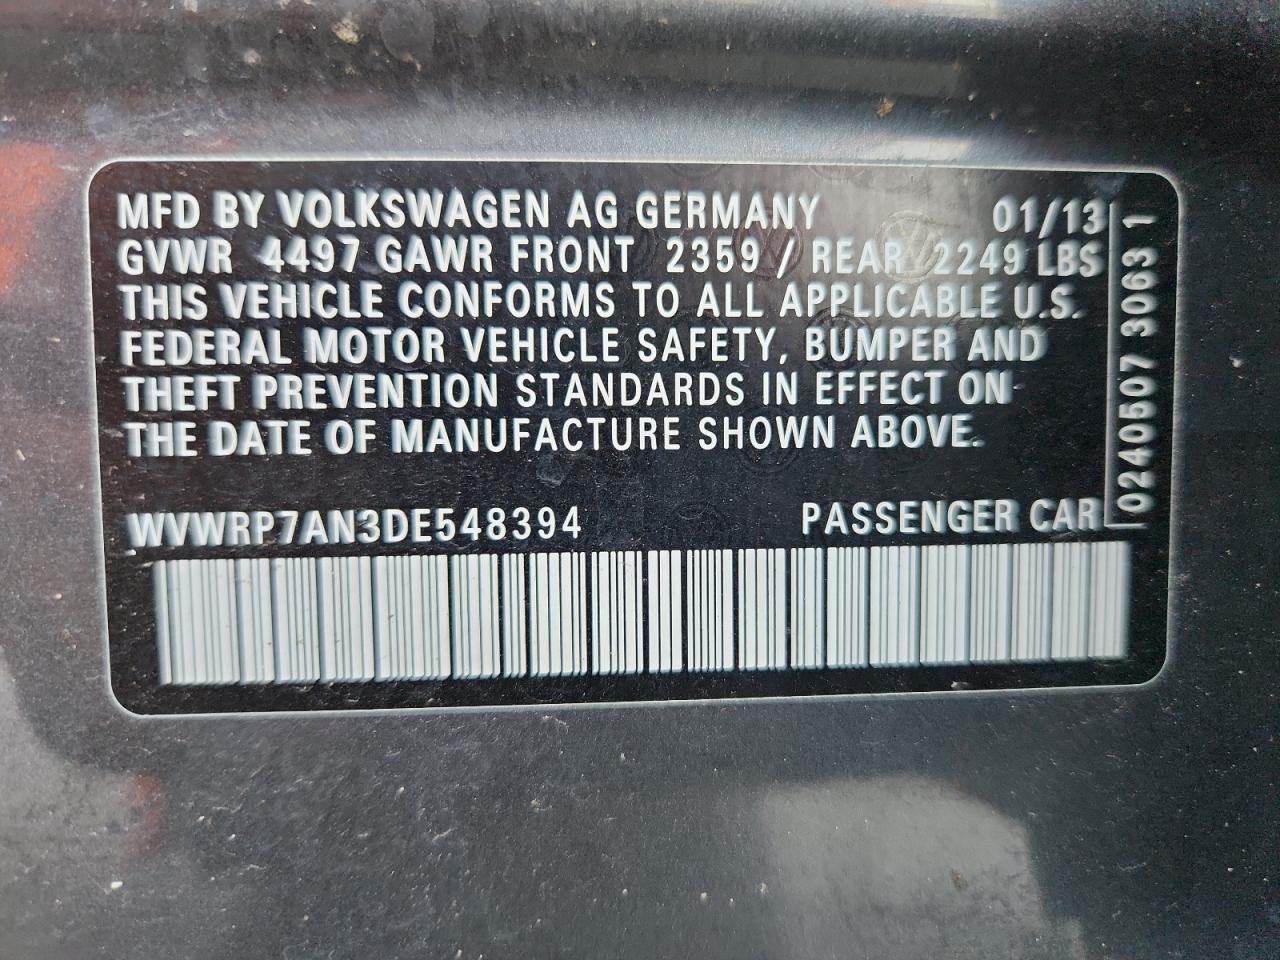 MFD BY VOLKSWAGEN AG GERMANY 01/13
GVWR 4497 GAWR FRONT 2359 / REAR 2249 LBS
THIS VEHICLE CONFORMS TO ALL APPLICABLE U.S.
FEDERAL MOTOR VEHICLE SAFETY, BUMPER AND
THEFT PREVENTION STANDARDS IN EFFECT ON
THE DATE OF MANUFACTURE SHOWN ABOVE.
WVWRP7AN3DE548394 PASSENGER CAR
0240507 3063 1